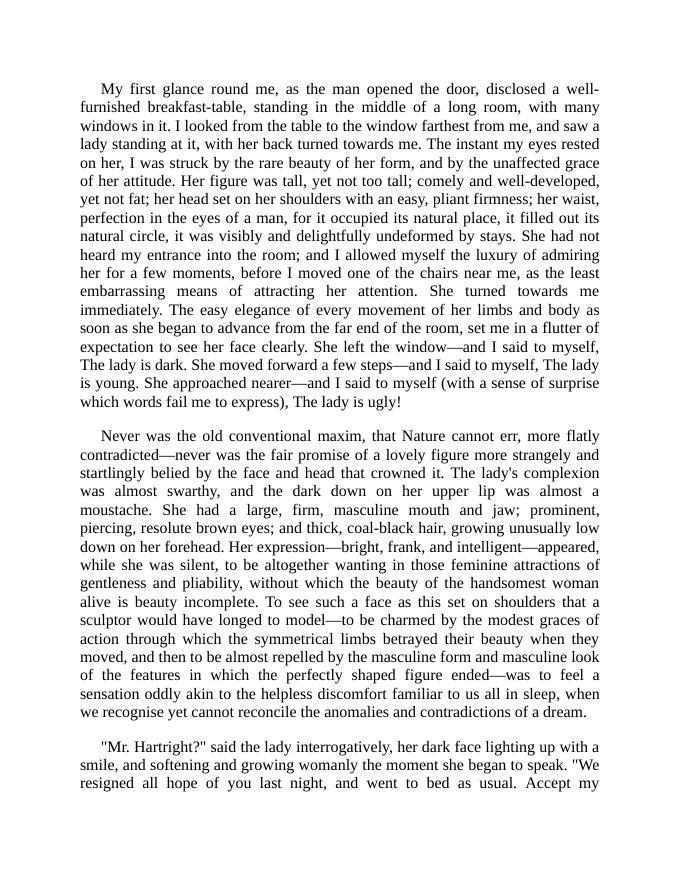 My first glance round me, as the man opened the door, disclosed a well-
furnished breakfast-table, standing in the middle of a long room, with many
windows in it. I looked from the table to the window farthest from me, and saw a
lady standing at it, with her back turned towards me. The instant my eyes rested
on her, I was struck by the rare beauty of her form, and by the unaffected grace
of her attitude. Her figure was tall, yet not too tall; comely and well-developed,
yet not fat; her head set on her shoulders with an easy, pliant firmness; her waist,
perfection in the eyes of a man, for it occupied its natural place, it filled out its
natural circle, it was visibly and delightfully undeformed by stays. She had not
heard my entrance into the room; and I allowed myself the luxury of admiring
her for a few moments, before I moved one of the chairs near me, as the least
embarrassing means of attracting her attention. She turned towards me
immediately. The easy elegance of every movement of her limbs and body as
soon as she began to advance from the far end of the room, set me in a flutter of
expectation to see her face clearly. She left the window—and I said to myself,
The lady is dark. She moved forward a few steps—and I said to myself, The lady
is young. She approached nearer—and I said to myself (with a sense of surprise
which words fail me to express), The lady is ugly!
Never was the old conventional maxim, that Nature cannot err, more flatly
contradicted—never was the fair promise of a lovely figure more strangely and
startlingly belied by the face and head that crowned it. The lady's complexion
was almost swarthy, and the dark down on her upper lip was almost a
moustache. She had a large, firm, masculine mouth and jaw; prominent,
piercing, resolute brown eyes; and thick, coal-black hair, growing unusually low
down on her forehead. Her expression—bright, frank, and intelligent—appeared,
while she was silent, to be altogether wanting in those feminine attractions of
gentleness and pliability, without which the beauty of the handsomest woman
alive is beauty incomplete. To see such a face as this set on shoulders that a
sculptor would have longed to model—to be charmed by the modest graces of
action through which the symmetrical limbs betrayed their beauty when they
moved, and then to be almost repelled by the masculine form and masculine look
of the features in which the perfectly shaped figure ended—was to feel a
sensation oddly akin to the helpless discomfort familiar to us all in sleep, when
we recognise yet cannot reconcile the anomalies and contradictions of a dream.
"Mr. Hartright?" said the lady interrogatively, her dark face lighting up with a
smile, and softening and growing womanly the moment she began to speak. "We
resigned all hope of you last night, and went to bed as usual. Accept my